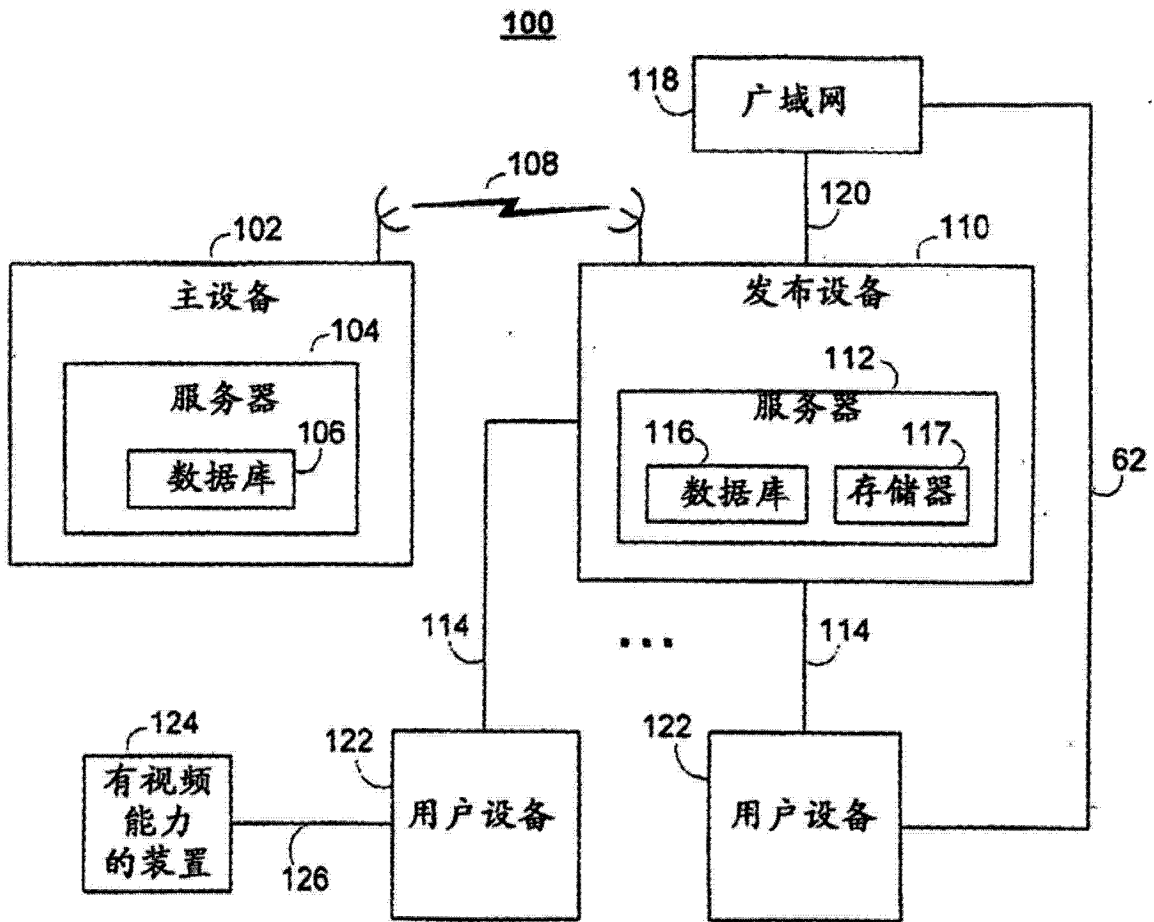 100
118
广域网
108
120
102
110
主设备
发布设备
104
112
服务器
服务器
106
116
117
数据库
数据库
存储器
62
114
114
124
122
122
有视频
能力
的装置
用户设备
用户设备
126